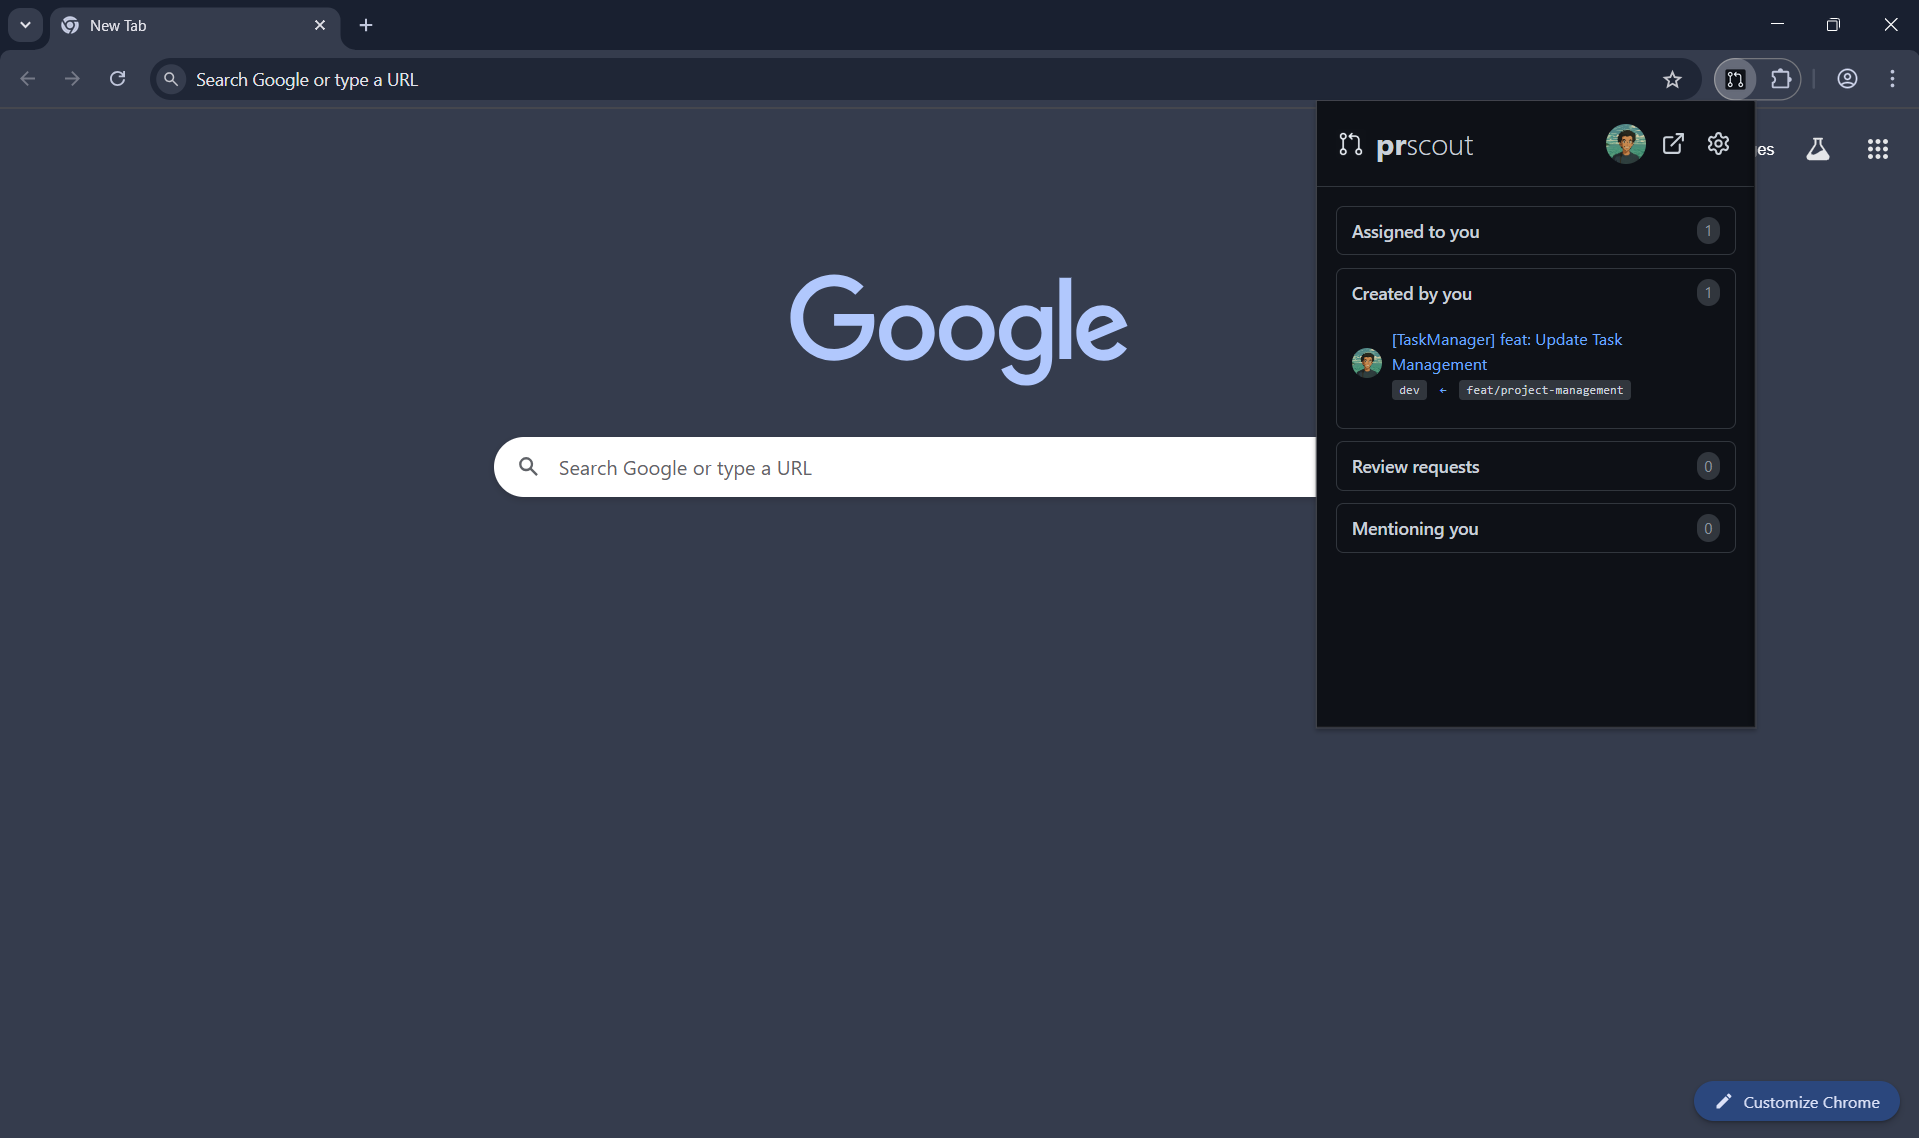 New Tab
Search Google or type a URL
prscout
es
Assigned to you 1
Created by you 1
[TaskManager] feat: Update Task
Management
dev ← feat/project-management
Review requests 0
Mentioning you 0
Google
Search Google or type a URL
Customize Chrome